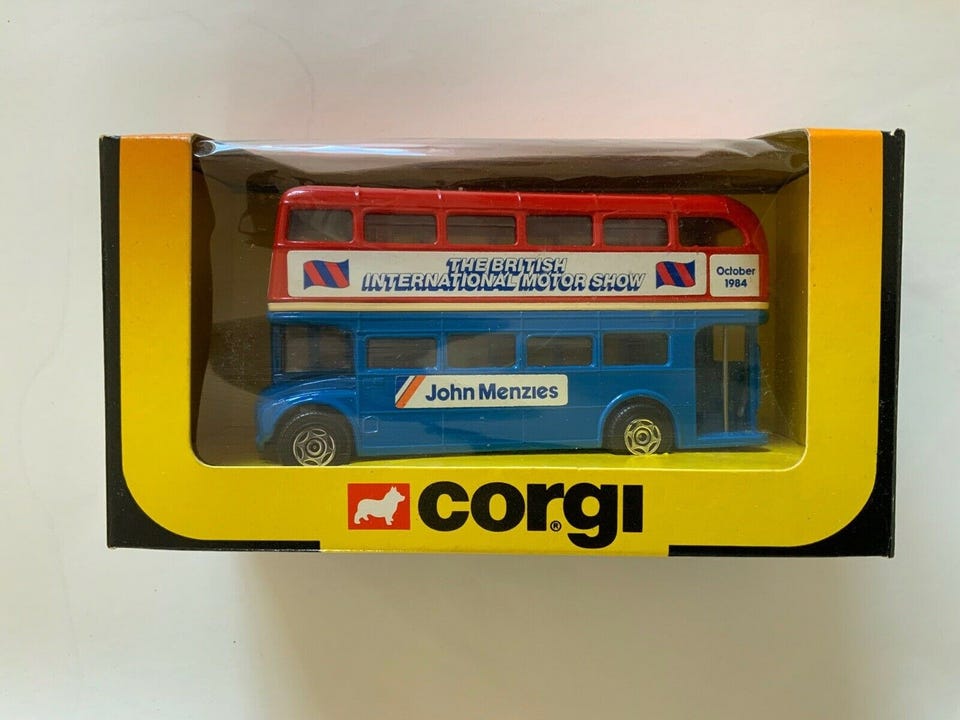 THE BRITISH
INTERNATIONAL MOTOR SHOW
October
1984
John Menzies
corgi®